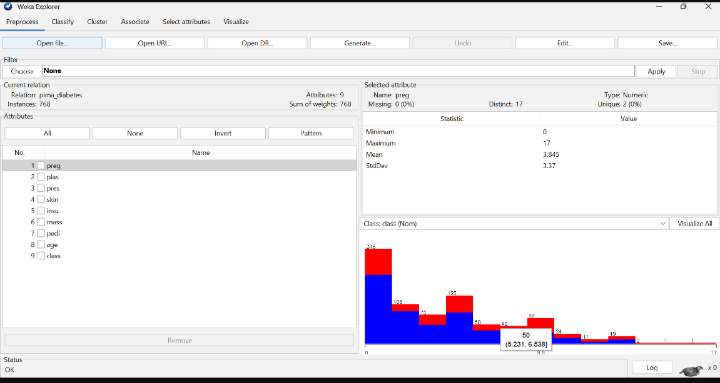 Weka Explorer
Preprocess Classify Cluster Associate Select attributes Visualize
Open file... Open URL... Open DB... Generate... Undo Edit... Save...
Filter
Choose None Apply Stop
Current relation
Relation: pima_diabetes Attributes: 9
Instances: 768 Sum of weights: 768
Attributes
All None Invert Pattern
No. Name
1 preg
2 plas
3 pres
4 skin
5 insu
6 mass
7 pedi
8 age
9 class
Remove
Selected attribute
Name: preg Type: Numeric
Missing: 0 (0%) Distinct: 17 Unique: 2 (0%)
Statistic Value
Minimum 0
Maximum 17
Mean 3.845
StdDev 3.37
Class: class (Nom) Visualize All
246
125
50
66
24
11
19
1
1
50
(5.231, 6.538]
0 8.5 17
Status
OK
Log x 0